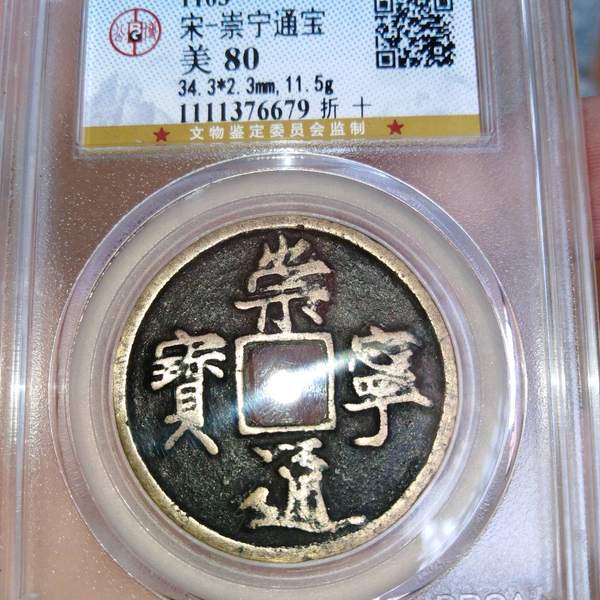 1103
宋-崇宁通宝
美 80
34.3*2.3mm,11.5g
1111376679 折十
文物鉴定委员会监制
崇
寶 寧
通